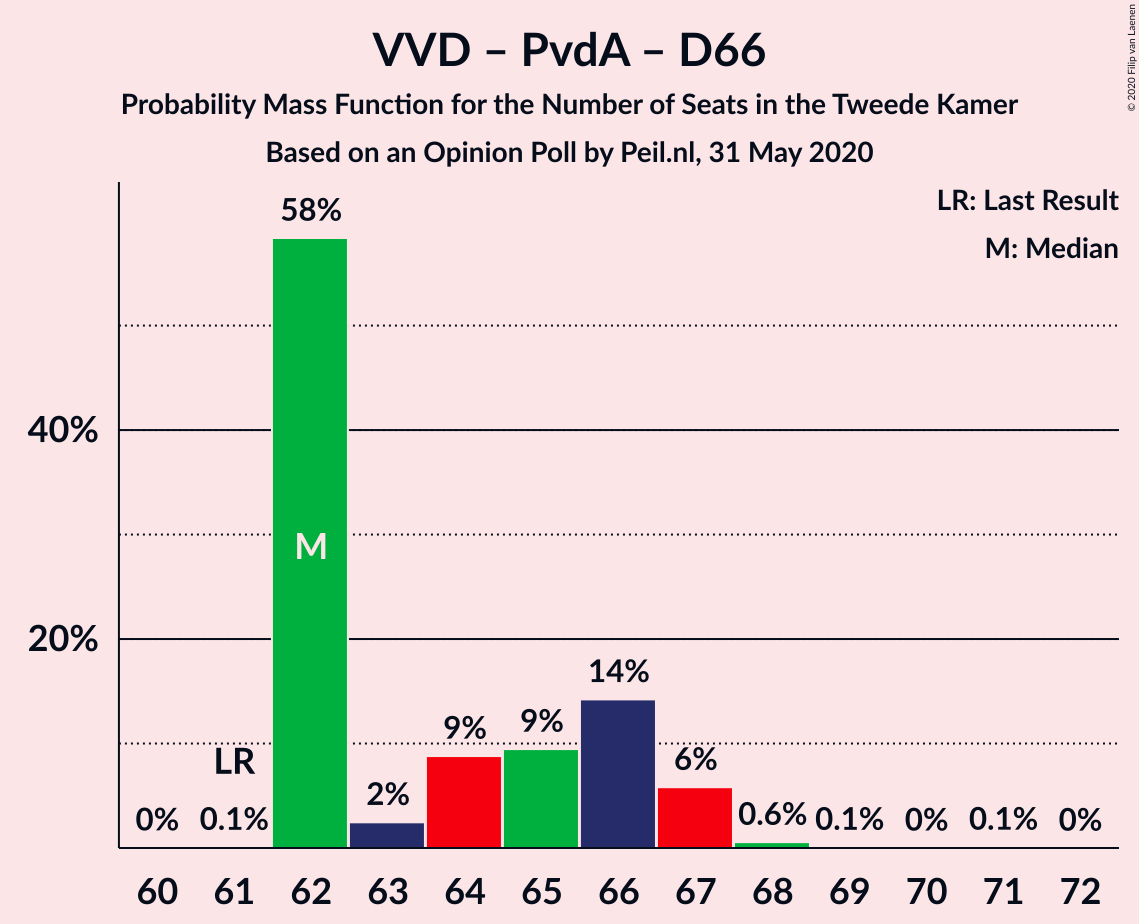 VVD – PvdA – D66
Probability Mass Function for the Number of Seats in the Tweede Kamer
Based on an Opinion Poll by Peil.nl, 31 May 2020
© 2020 Filip van Laenen
LR: Last Result
M: Median
58%
40%
M
20%
14%
9%
9%
6%
LR
2%
0%
0.1%
0.6%
0.1%
0%
0.1%
0%
60 61 62 63 64 65 66 67 68 69 70 71 72